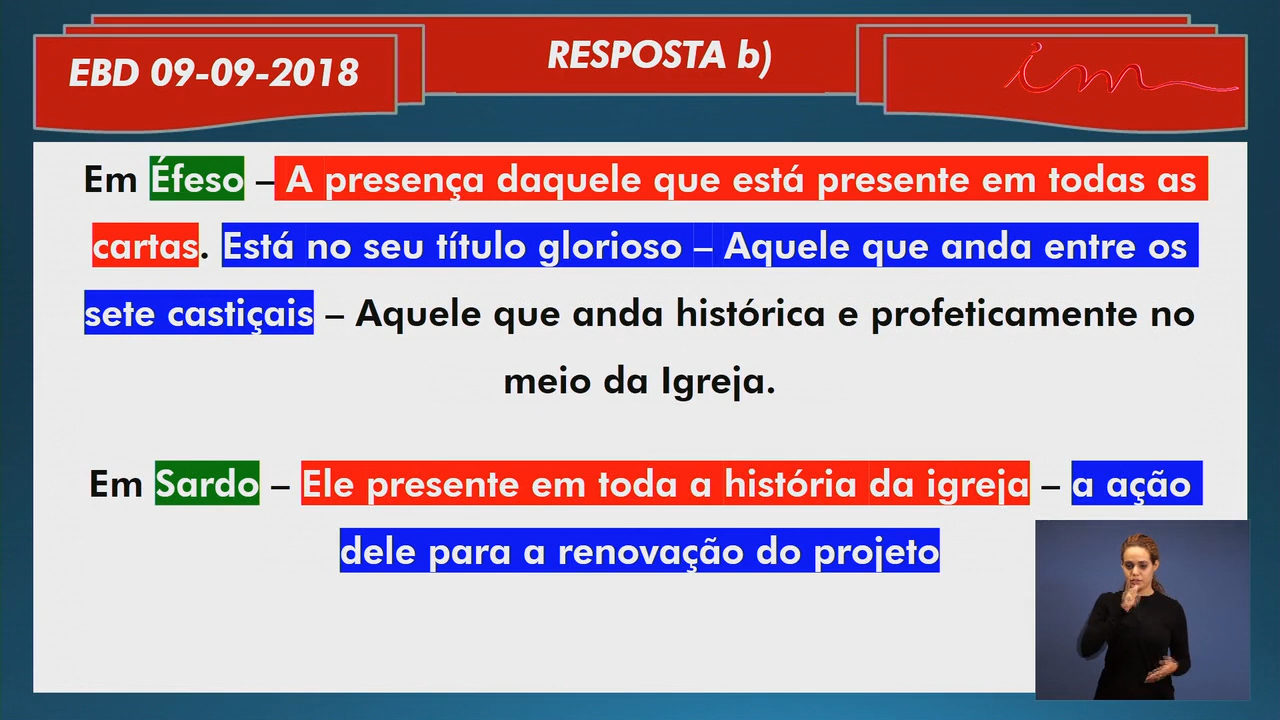 EBD 09-09-2018
RESPOSTA b)
im
Em Éfeso – A presença daquele que está presente em todas as
cartas. Está no seu título glorioso – Aquele que anda entre os
sete castiçais – Aquele que anda histórica e profeticamente no
meio da Igreja.
Em Sardo – Ele presente em toda a história da igreja – a ação
dele para a renovação do projeto